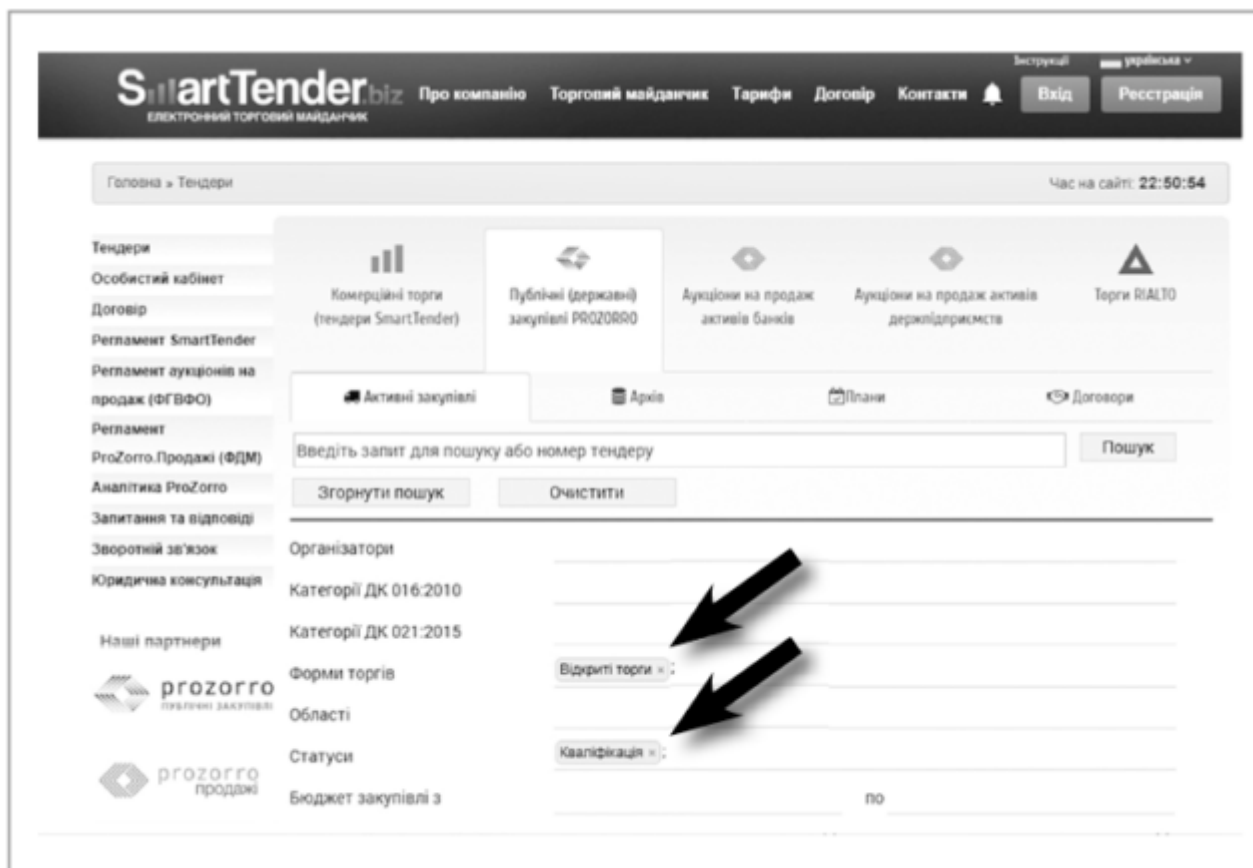 Інструкції українська
SmartTender.biz Про компанію Торговий майданчик Тарифи Договір Контакти Вхід Реєстрація
ЕЛЕКТРОННИЙ ТОРГОВИЙ МАЙДАНЧИК
Головна » Тендери Час на сайті: 22:50:54
Тендери
Особистий кабінет
Договір
Регламент SmartTender
Регламент аукціонів на
продаж (ФГВФО)
Регламент
ProZorro.Продажі (ФДМ)
Аналітика ProZorro
Запитання та відповіді
Зворотній зв'язок
Юридична консультація
Наші партнери
prozorro
ПУБЛІЧНІ ЗАКУПІВЛІ
prozorro
продажі
Комерційні торги
(тендери SmartTender)
Публічні (державні)
закупівлі PROZORRO
Аукціони на продаж
активів банків
Аукціони на продаж активів
держпідприємств
Торги RIALTO
Активні закупівлі Архів Плани Договори
Введіть запит для пошуку або номер тендеру Пошук
Згорнути пошук Очистити
Організатори
Категорії ДК 016:2010
Категорії ДК 021:2015
Форми торгів Відкриті торги × ;
Області
Статуси Кваліфікація × ;
Бюджет закупівлі з по